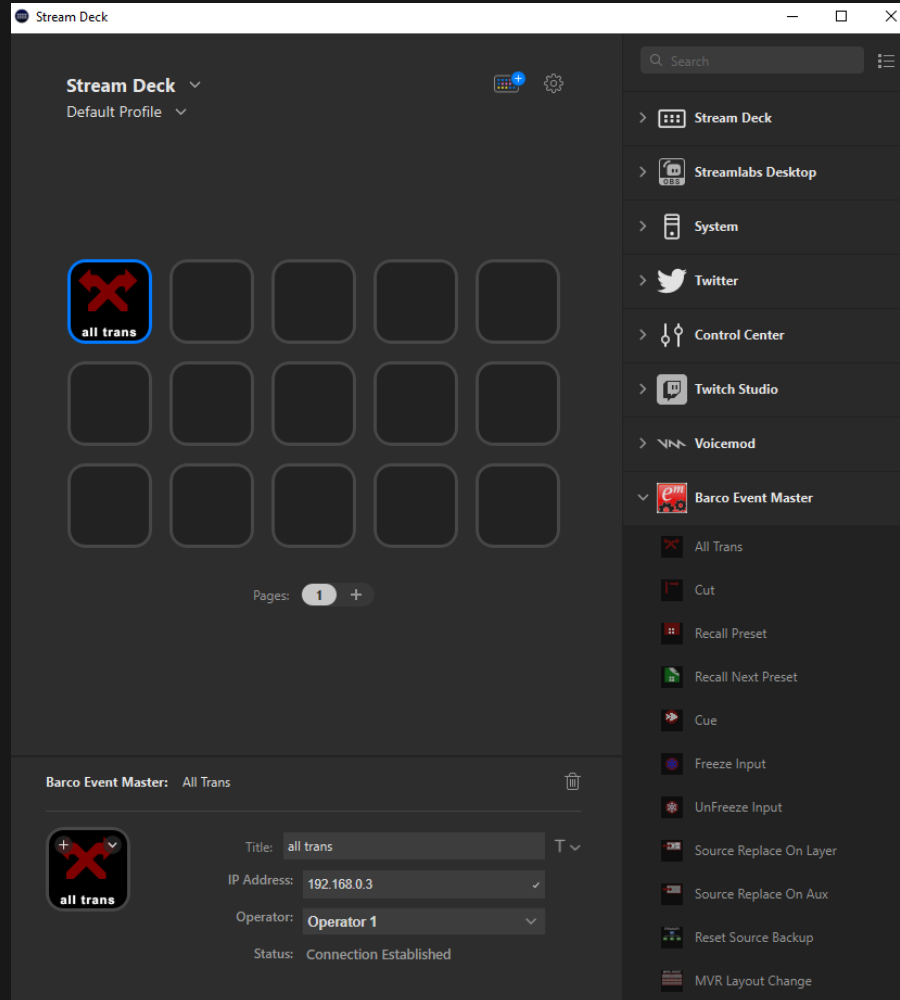 Stream Deck
Stream Deck
Default Profile
all trans
Pages: 1 +
Search
Stream Deck
OBS
Streamlabs Desktop
System
Twitter
Control Center
Twitch Studio
Voicemod
em
Barco Event Master
All Trans
Cut
Recall Preset
Recall Next Preset
Cue
Freeze Input
UnFreeze Input
Source Replace On Layer
Source Replace On Aux
Reset Source Backup
MVR Layout Change
Barco Event Master: All Trans
all trans
Title: all trans T
IP Address: 192.168.0.3
Operator: Operator 1
Status: Connection Established